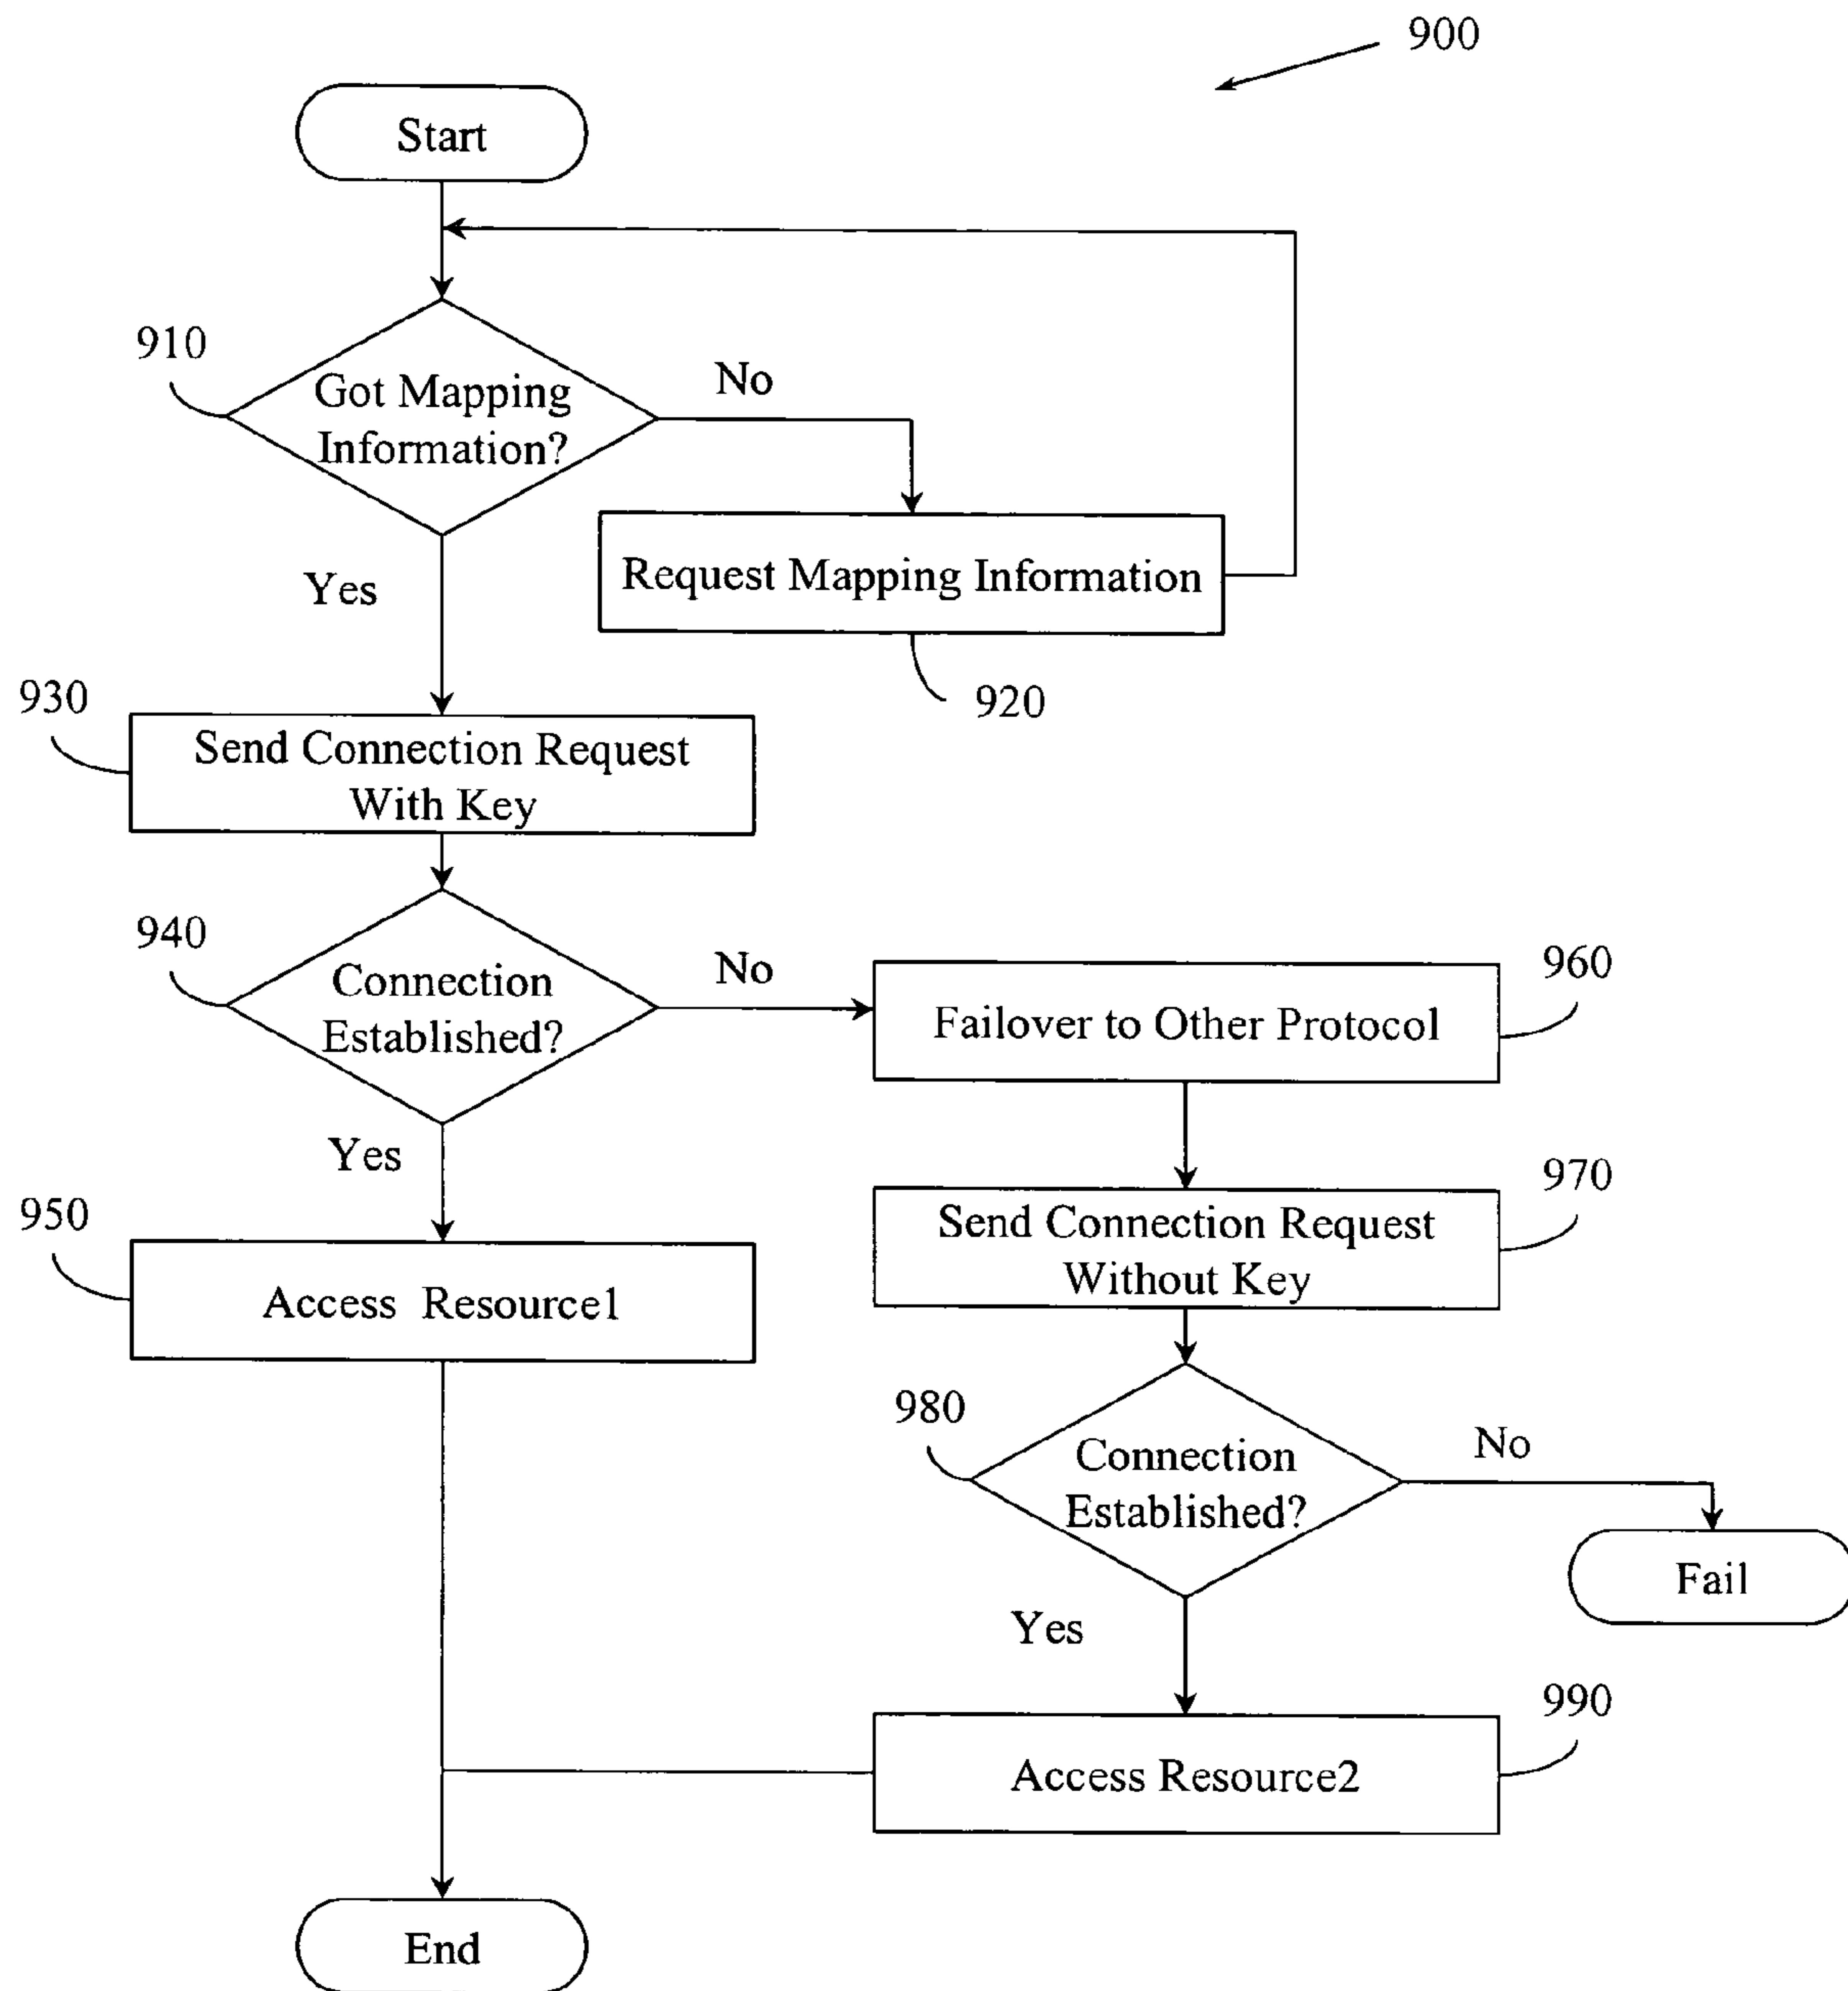 900
Start
910
Got Mapping
Information?
No
Request Mapping Information
Yes
920
930
Send Connection Request
With Key
940
Connection
Established?
No
960
Failover to Other Protocol
Yes
970
Send Connection Request
Without Key
950
Access Resource1
980
Connection
Established?
No
Fail
Yes
990
Access Resource2
End